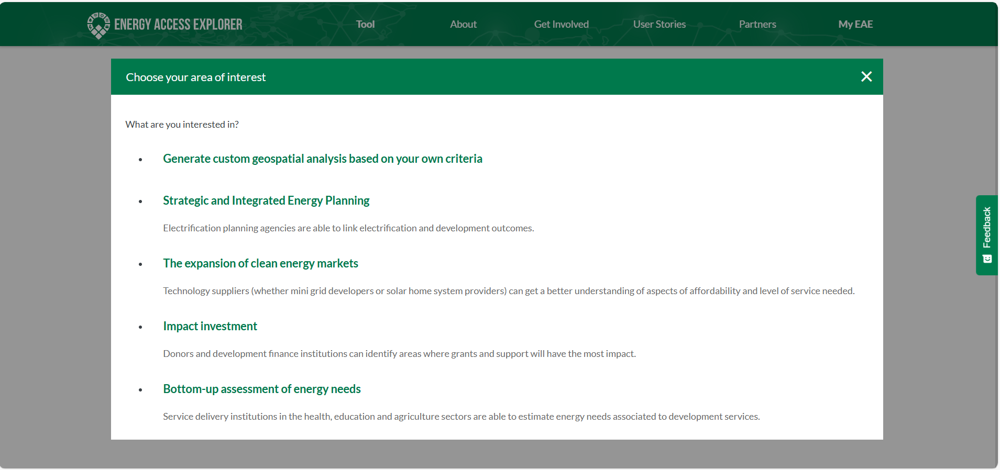 ENERGY ACCESS EXPLORER
Tool
About
Get Involved
User Stories
Partners
My EAE
Choose your area of interest
What are you interested in?
Generate custom geospatial analysis based on your own criteria
Strategic and Integrated Energy Planning
Electrification planning agencies are able to link electrification and development outcomes.
The expansion of clean energy markets
Technology suppliers (whether mini grid developers or solar home system providers) can get a better understanding of aspects of affordability and level of service needed.
Impact investment
Donors and development finance institutions can identify areas where grants and support will have the most impact.
Bottom-up assessment of energy needs
Service delivery institutions in the health, education and agriculture sectors are able to estimate energy needs associated to development services.
Feedback